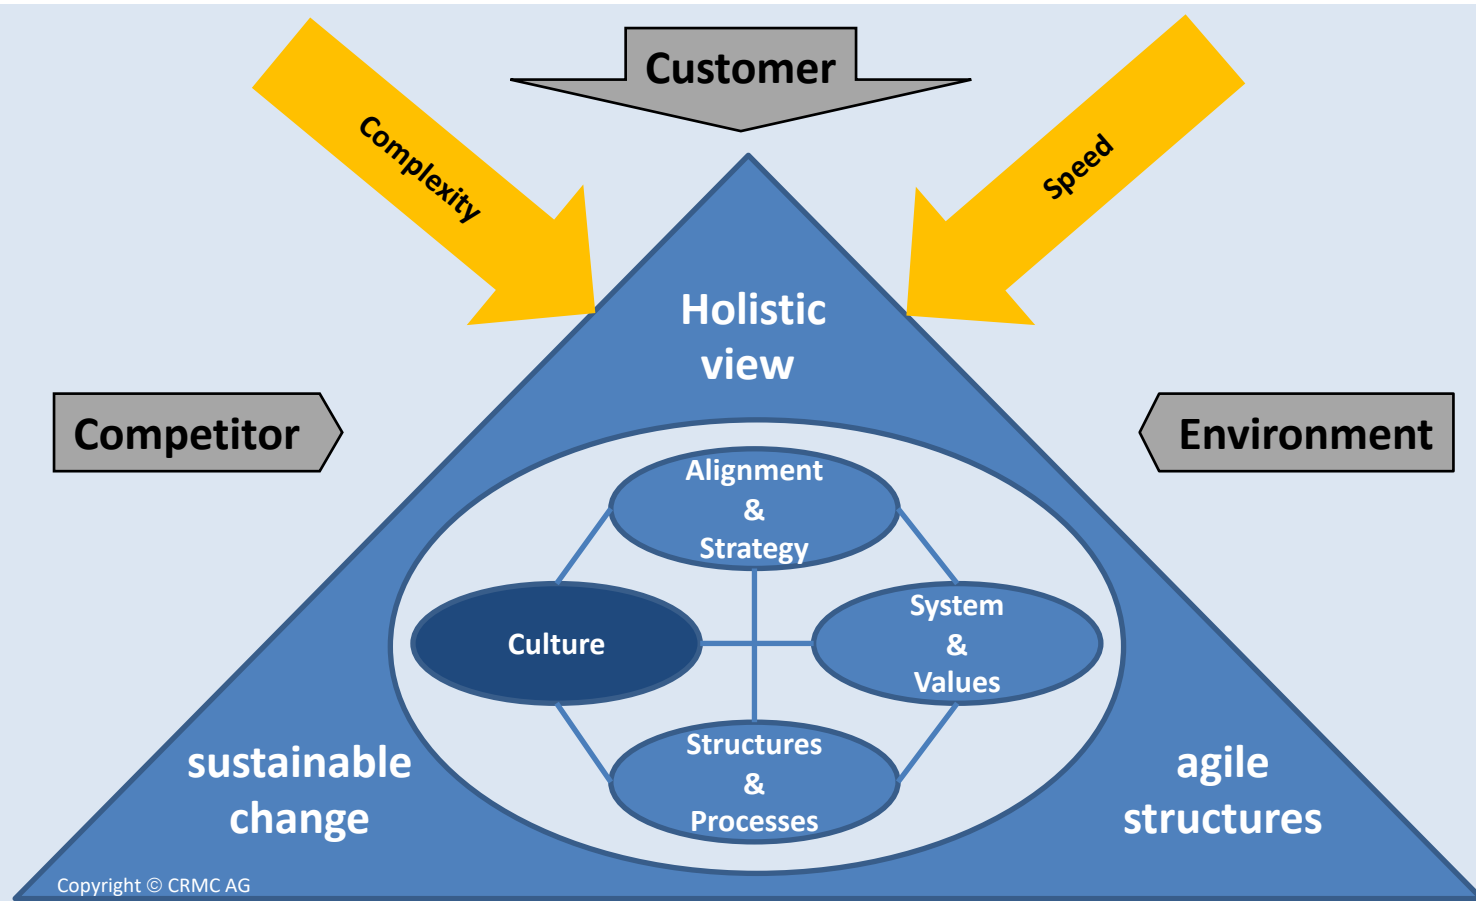 Customer
Complexity
Speed
Holistic
view
Competitor
Environment
Alignment
&
Strategy
Culture
System
&
Values
Structures
&
Processes
sustainable
change
agile
structures
Copyright © CRMC AG